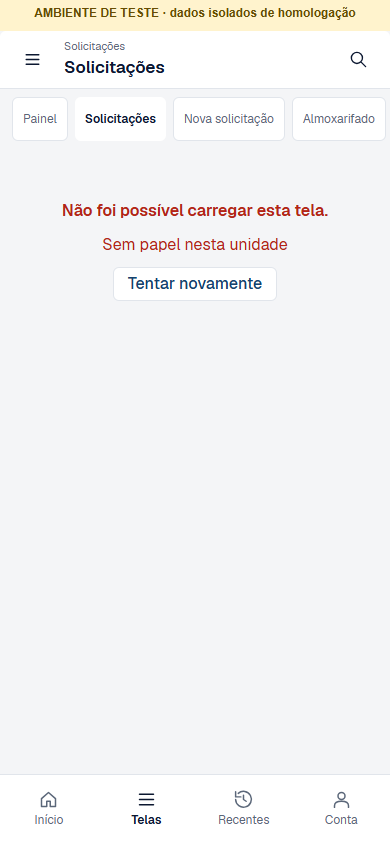 AMBIENTE DE TESTE · dados isolados de homologação
Solicitações
Solicitações
Painel
Solicitações
Nova solicitação
Almoxarifado
Não foi possível carregar esta tela.
Sem papel nesta unidade
Tentar novamente
Início
Telas
Recentes
Conta